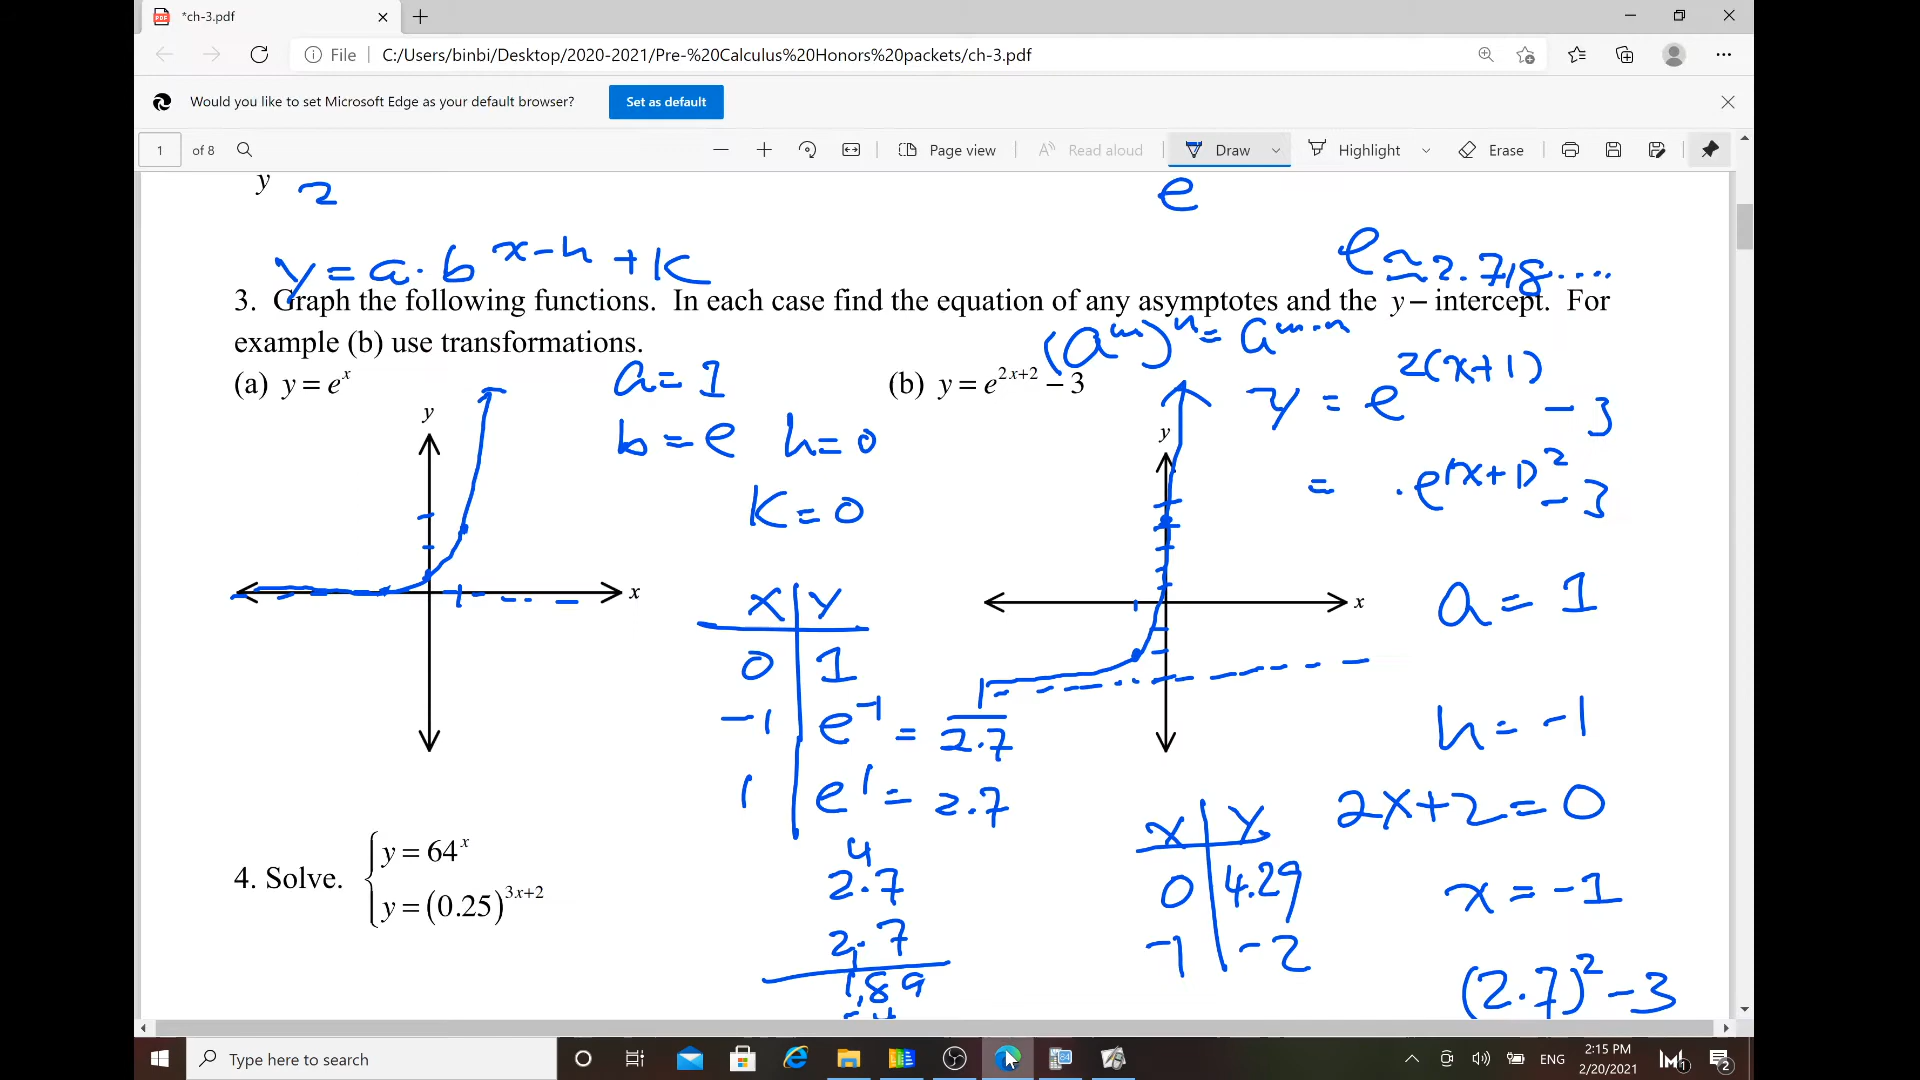 *ch-3.pdf
File C:/Users/binbi/Desktop/2020-2021/Pre-%20Calculus%20Honors%20packets/ch-3.pdf
Would you like to set Microsoft Edge as your default browser? Set as default
1 of 8 Page view Read aloud Draw Highlight Erase
y 2 e
y = a · b^(x-h) + K
e ≈ 2.718....
3. Graph the following functions. In each case find the equation of any asymptotes and the y – intercept. For
example (b) use transformations.
(a^m)^n = a^(m·n)
(a) y = e^x
a = 1
b = e h = 0
K = 0
y
x
x | y
0 | 1
-1 | e^-1 = 1/2.7
1 | e^1 = 2.7
(b) y = e^(2x+2) – 3
y = e^(2(x+1)) - 3
= · e^((x+1)2) - 3
y
x
a = 1
h = -1
2x+2 = 0
x = -1
(2.7)^2 - 3
x | y
0 | 4.29
-1 | -2
4
2.7
2.7
189
4. Solve. { y = 64^x
y = (0.25)^(3x+2)
Type here to search
84
ENG
2:15 PM
2/20/2021
1
2